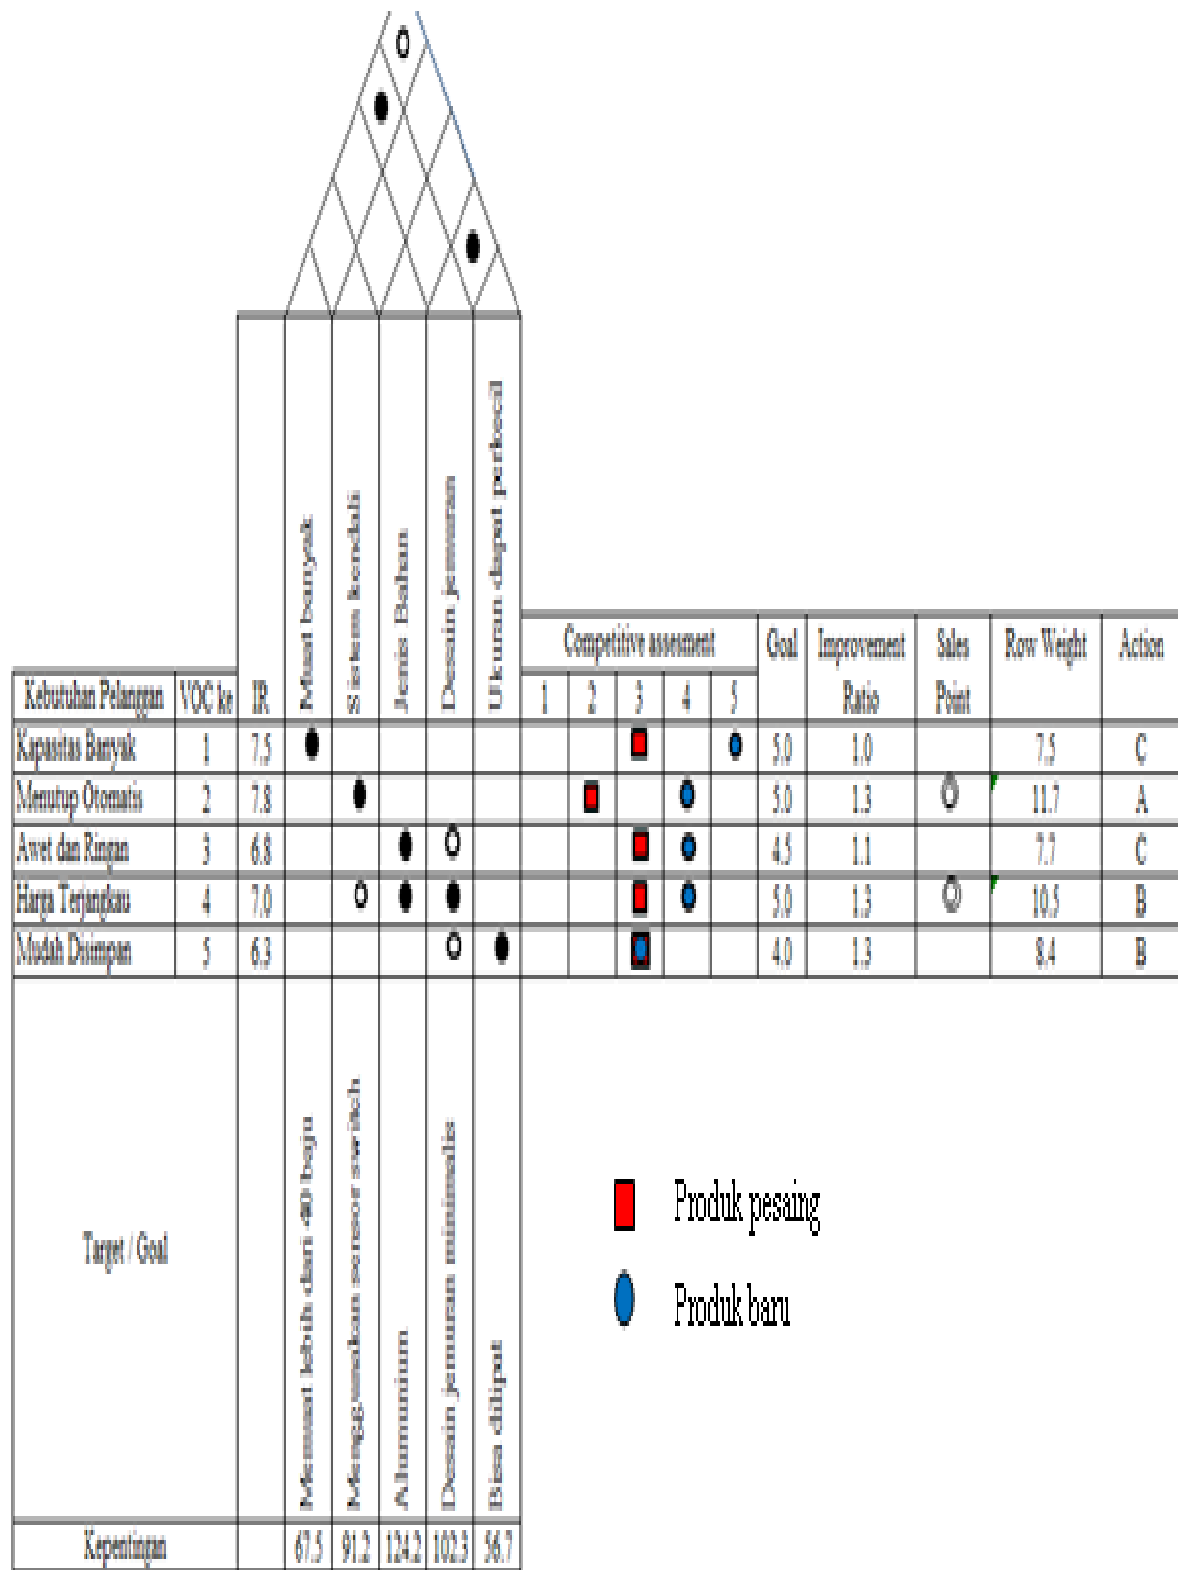 Muat banyak
Sistem kendali
Jenis Bahan
Desain jemuran
Ukuran dapat perkecil
Competitive assesment Goal Improvement Ratio Sales Point Row Weight Action
Kebutuhan Pelanggan VOC ke IR 1 2 3 4 5
Kapasitas Banyak 1 7.5 5.0 1.0 7.5 C
Menutup Otomatis 2 7.8 5.0 1.3 11.7 A
Awet dan Ringan 3 6.8 4.5 1.1 7.7 C
Harga Terjangkau 4 7.0 5.0 1.3 10.5 B
Mudah Disimpan 5 6.3 4.0 1.3 8.4 B
Target / Goal
Memuat lebih dari 40 baju
Menggunakan sensor switch
Alumunium
Desain jemuran minimalis
Bisa dilipat
Produk pesaing
Produk baru
Kepentingan 67.5 91.2 124.2 102.3 56.7